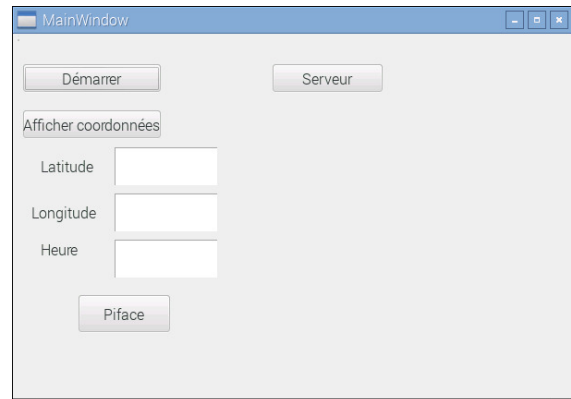 MainWindow
Démarrer
Serveur
Afficher coordonnées
Latitude
Longitude
Heure
Piface